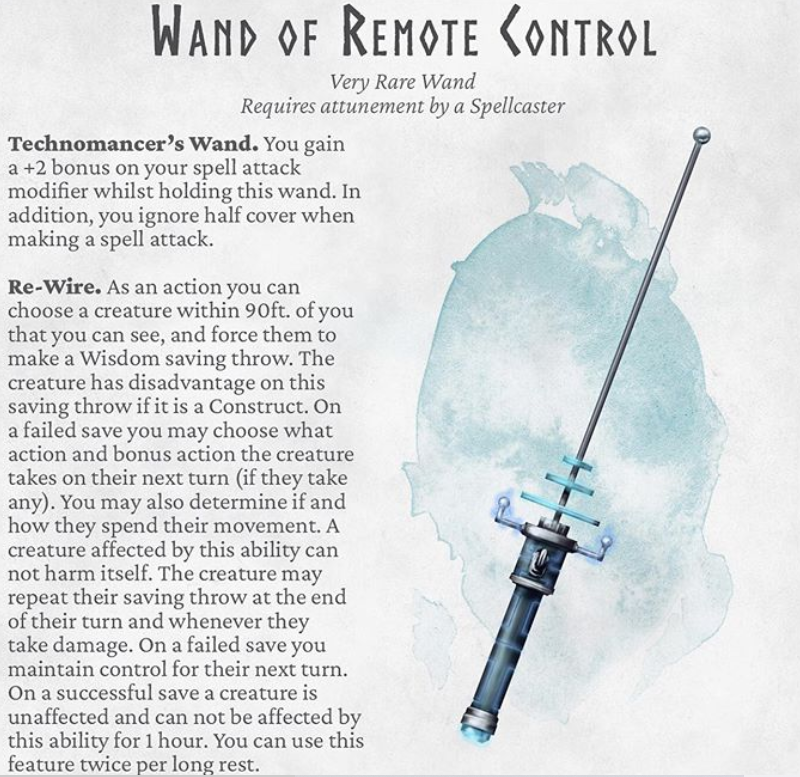 Wand of Remote Control
Very Rare Wand
Requires attunement by a Spellcaster
Technomancer's Wand. You gain
a +2 bonus on your spell attack
modifier whilst holding this wand. In
addition, you ignore half cover when
making a spell attack.
Re-Wire. As an action you can
choose a creature within 90ft. of you
that you can see, and force them to
make a Wisdom saving throw. The
creature has disadvantage on this
saving throw if it is a Construct. On
a failed save you may choose what
action and bonus action the creature
takes on their next turn (if they take
any). You may also determine if and
how they spend their movement. A
creature affected by this ability can
not harm itself. The creature may
repeat their saving throw at the end
of their turn and whenever they
take damage. On a failed save you
maintain control for their next turn.
On a successful save a creature is
unaffected and can not be affected by
this ability for 1 hour. You can use this
feature twice per long rest.